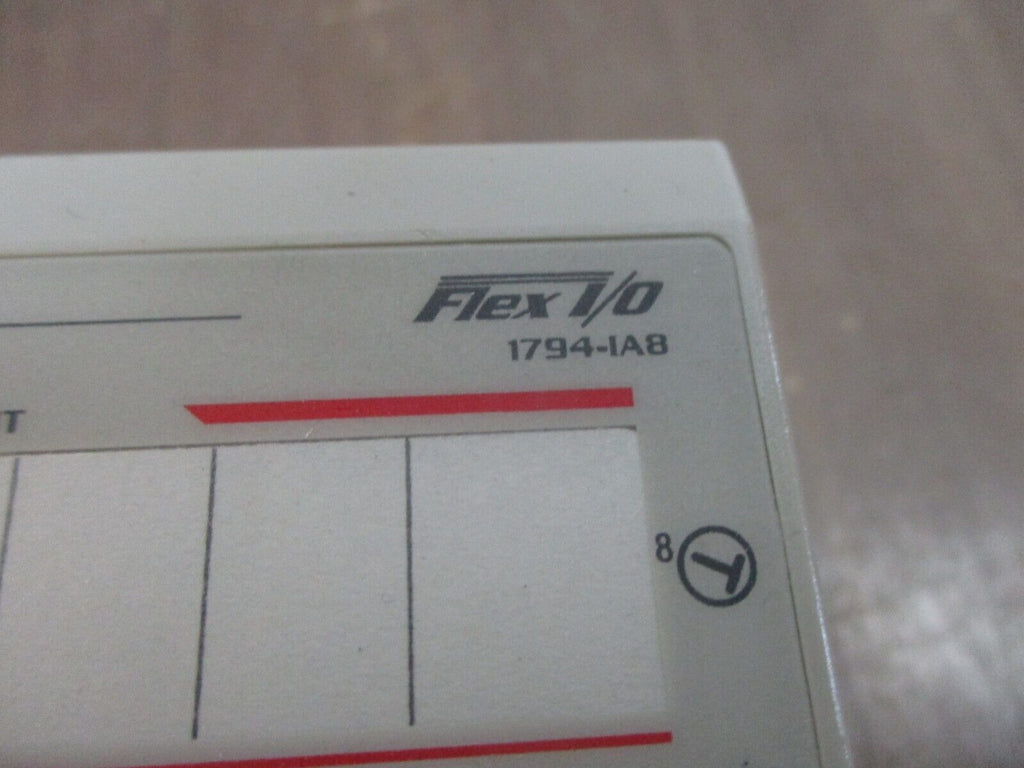 Flex I/O
1794-IA8
T
8